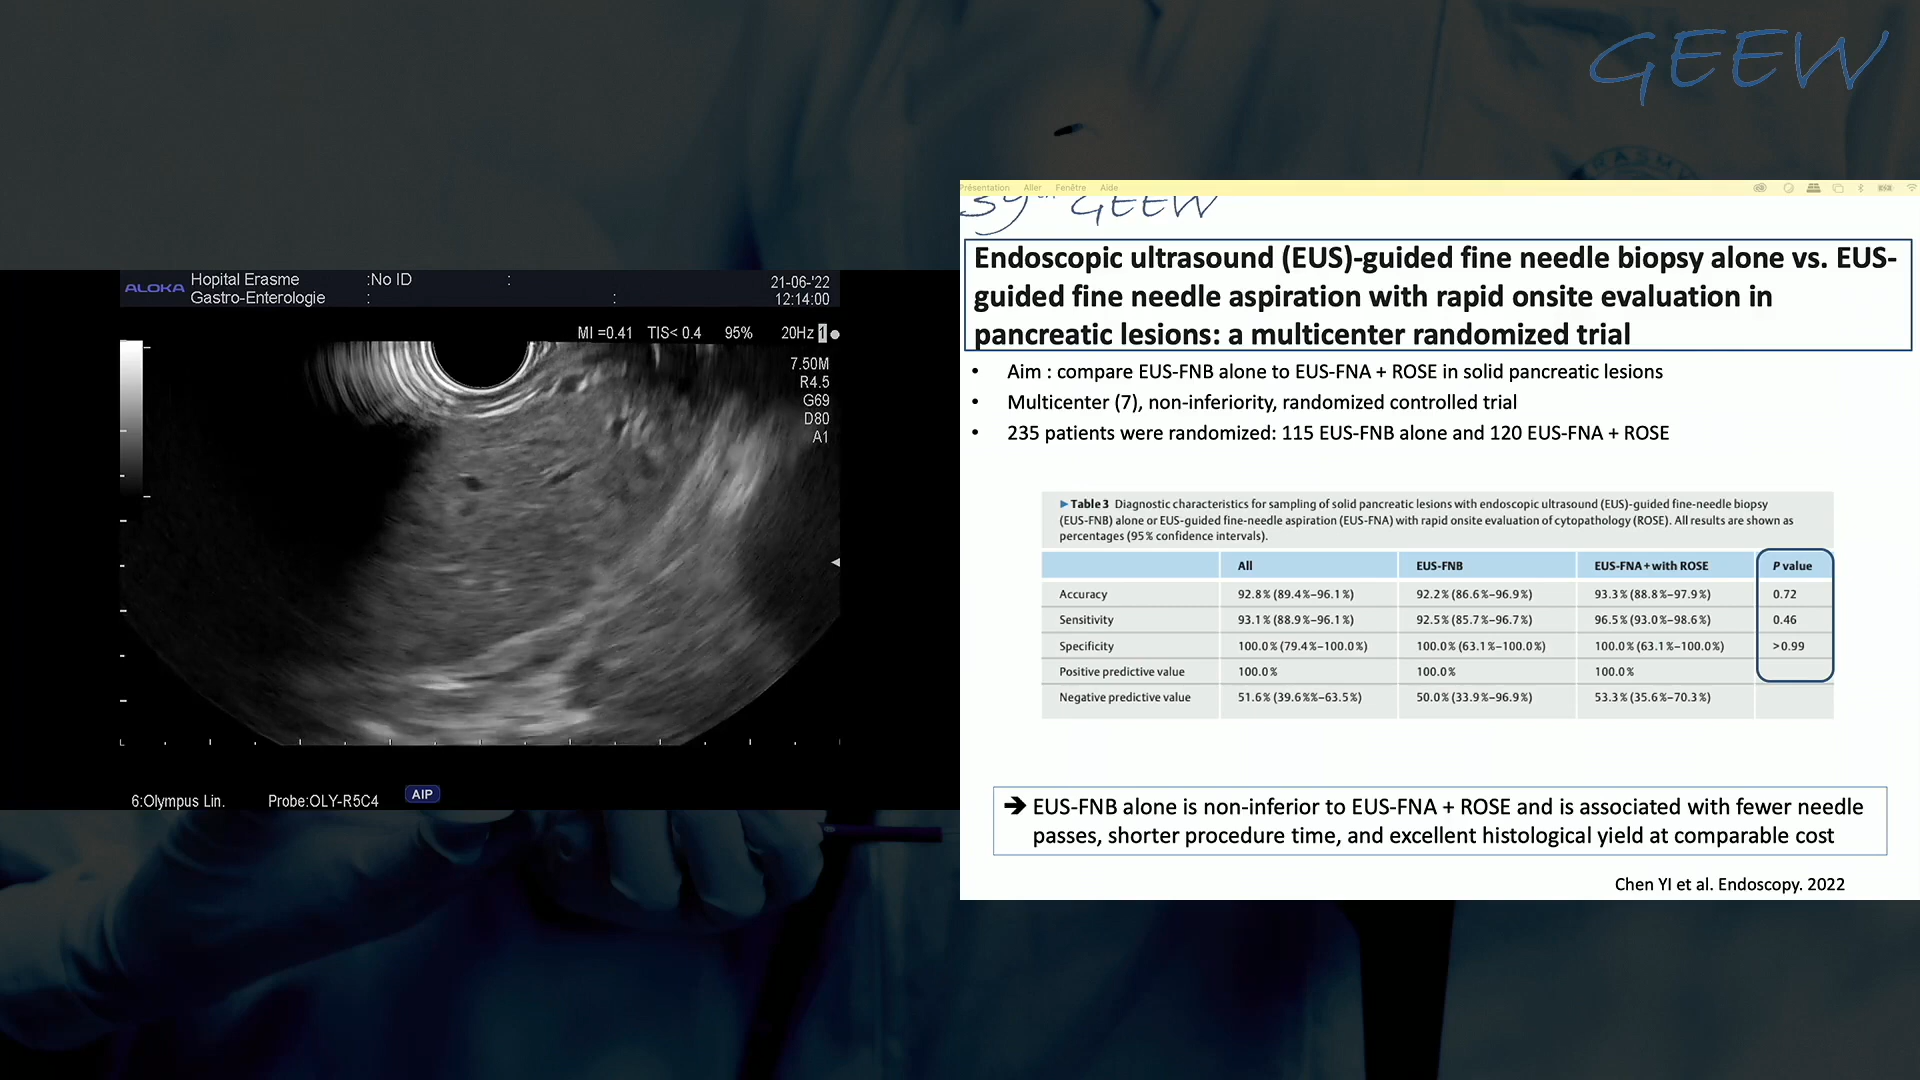 GEEW
Hopital Erasme :No ID : 21-06-'22
ALOKA Gastro-Enterologie : : 12:14:00
MI =0.41 TIS< 0.4 95% 20Hz 1
7.50M
R4.5
G69
D80
A1
6:Olympus Lin. Probe:OLY-R5C4 AIP
Présentation Aller Fenêtre Aide
GEEW
Endoscopic ultrasound (EUS)-guided fine needle biopsy alone vs. EUS-
guided fine needle aspiration with rapid onsite evaluation in
pancreatic lesions: a multicenter randomized trial
• Aim : compare EUS-FNB alone to EUS-FNA + ROSE in solid pancreatic lesions
• Multicenter (7), non-inferiority, randomized controlled trial
• 235 patients were randomized: 115 EUS-FNB alone and 120 EUS-FNA + ROSE
▶Table 3 Diagnostic characteristics for sampling of solid pancreatic lesions with endoscopic ultrasound (EUS)-guided fine-needle biopsy
(EUS-FNB) alone or EUS-guided fine-needle aspiration (EUS-FNA) with rapid onsite evaluation of cytopathology (ROSE). All results are shown as
percentages (95% confidence intervals).
All EUS-FNB EUS-FNA+with ROSE P value
Accuracy 92.8% (89.4%–96.1%) 92.2% (86.6%–96.9%) 93.3% (88.8%–97.9%) 0.72
Sensitivity 93.1% (88.9%–96.1%) 92.5% (85.7%–96.7%) 96.5% (93.0%–98.6%) 0.46
Specificity 100.0% (79.4%–100.0%) 100.0% (63.1%–100.0%) 100.0% (63.1%–100.0%) >0.99
Positive predictive value 100.0% 100.0% 100.0%
Negative predictive value 51.6% (39.6%%–63.5%) 50.0% (33.9%–96.9%) 53.3% (35.6%–70.3%)
➔ EUS-FNB alone is non-inferior to EUS-FNA + ROSE and is associated with fewer needle
passes, shorter procedure time, and excellent histological yield at comparable cost
Chen YI et al. Endoscopy. 2022